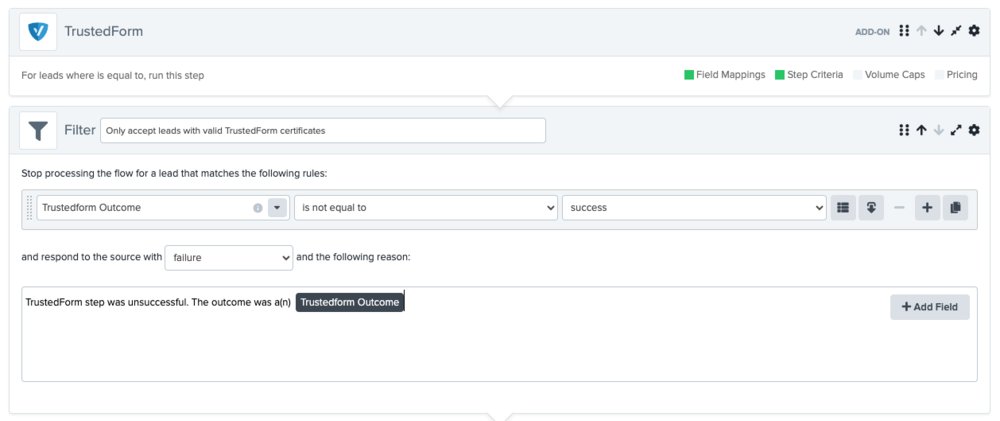 TrustedForm
ADD-ON
For leads where is equal to, run this step
Field Mappings Step Criteria Volume Caps Pricing
Filter Only accept leads with valid TrustedForm certificates
Stop processing the flow for a lead that matches the following rules:
Trustedform Outcome is not equal to success
and respond to the source with failure and the following reason:
TrustedForm step was unsuccessful. The outcome was a(n) Trustedform Outcome
+ Add Field